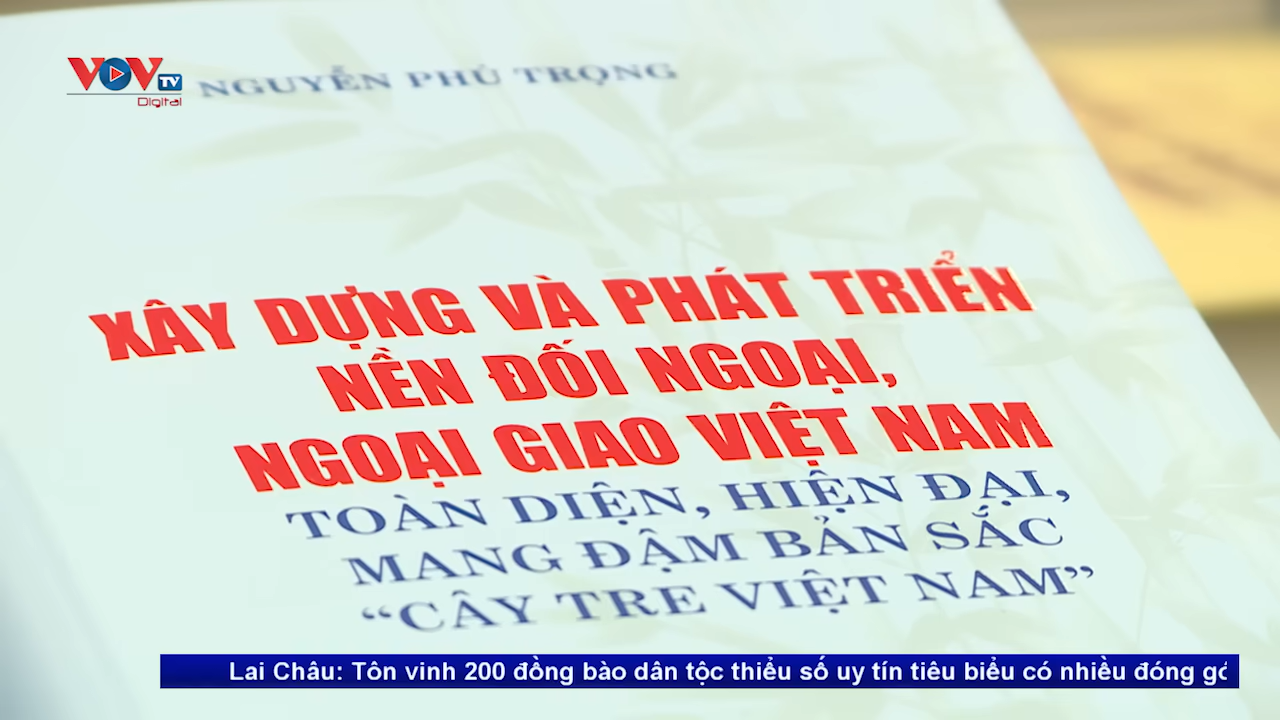 VOV TV
Digital
NGUYỄN PHÚ TRỌNG
XÂY DỰNG VÀ PHÁT TRIỂN
NỀN ĐỐI NGOẠI,
NGOẠI GIAO VIỆT NAM
TOÀN DIỆN, HIỆN ĐẠI,
MANG ĐẬM BẢN SẮC
“CÂY TRE VIỆT NAM”
Lai Châu: Tôn vinh 200 đồng bào dân tộc thiểu số uy tín tiêu biểu có nhiều đóng